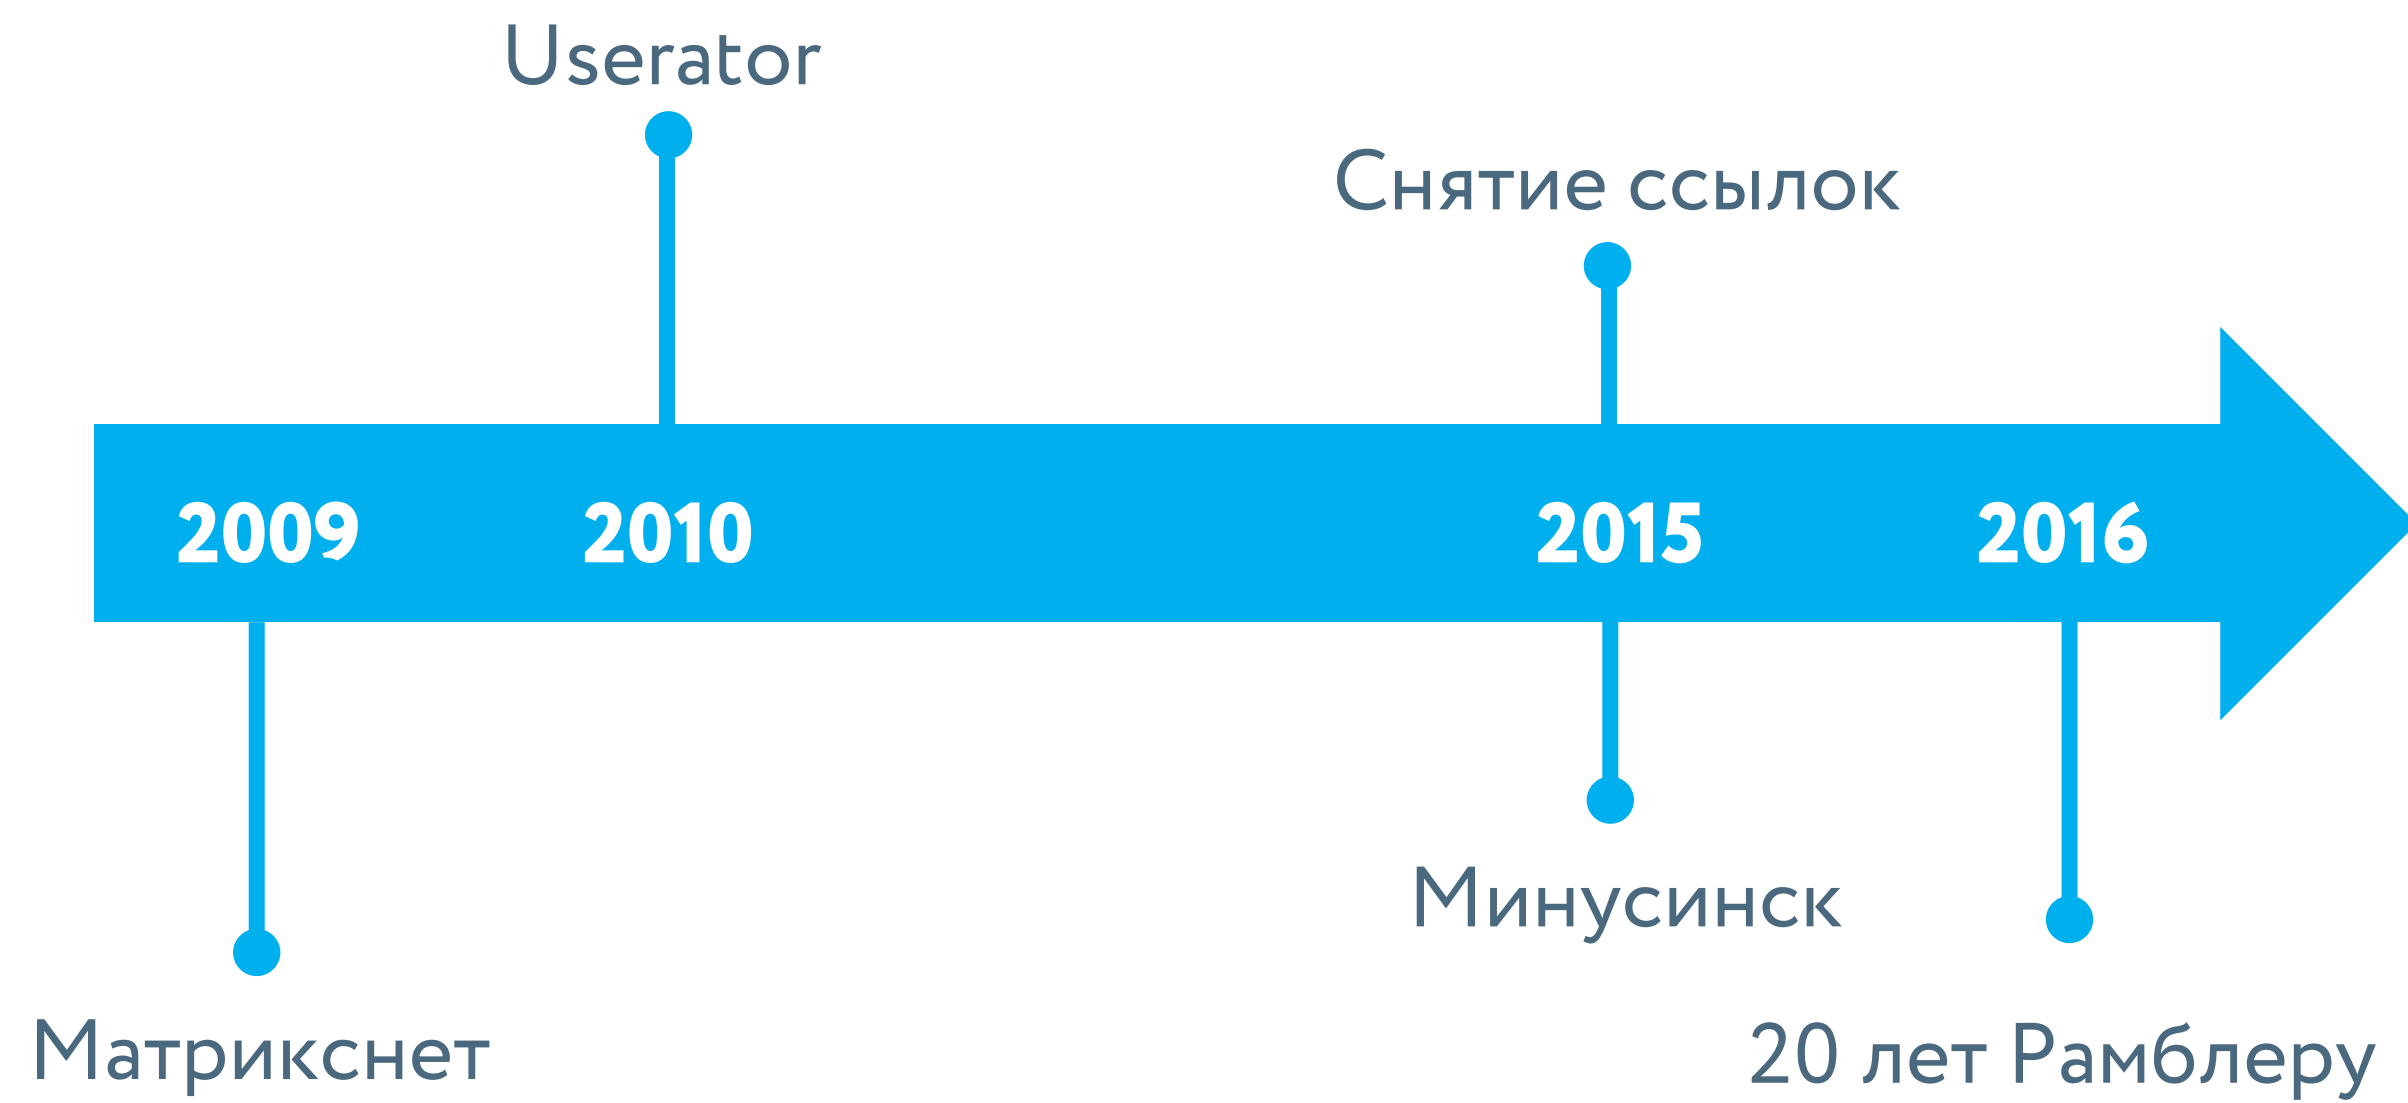 Userator
Снятие ссылок
2009
2010
2015
2016
Минусинск
Матрикснет
20 лет Рамблеру